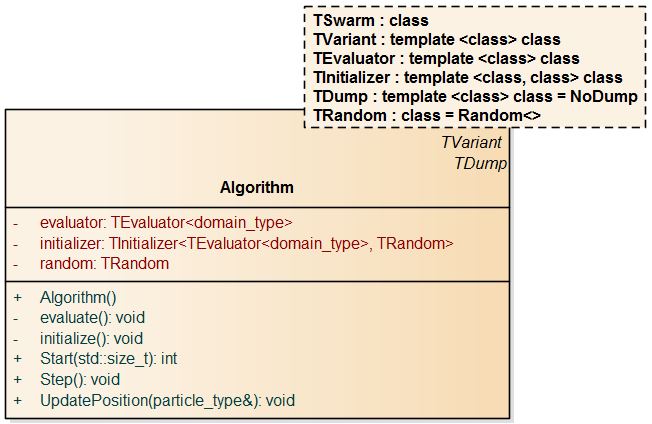 TSwarm : class
TVariant : template <class> class
TEvaluator : template <class> class
TInitializer : template <class, class> class
TDump : template <class> class = NoDump
TRandom : class = Random<>
TVariant
TDump
Algorithm
- evaluator: TEvaluator<domain_type>
- initializer: TInitializer<TEvaluator<domain_type>, TRandom>
- random: TRandom
+ Algorithm()
- evaluate(): void
- initialize(): void
+ Start(std::size_t): int
+ Step(): void
+ UpdatePosition(particle_type&): void